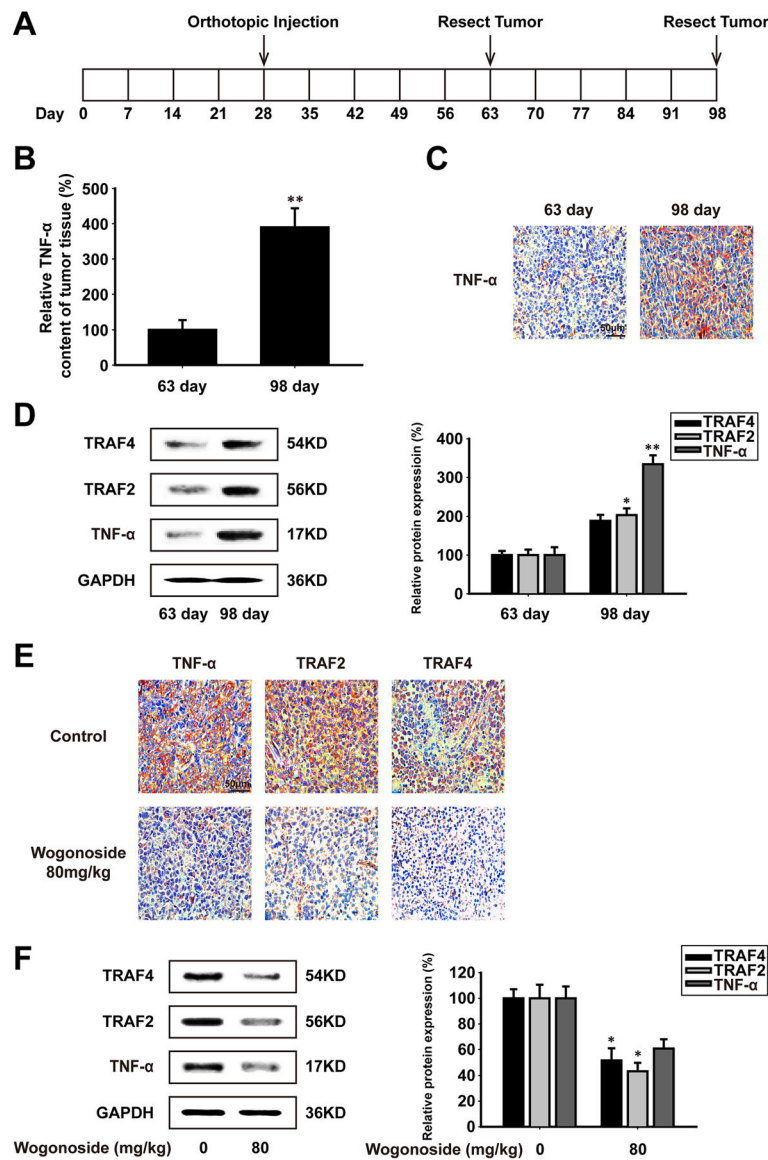 A
Orthotopic Injection Resect Tumor Resect Tumor
Day 0 7 14 21 28 35 42 49 56 63 70 77 84 91 98
B
Relative TNF-α
content of tumor tissue (%)
500
400
300
200
100
0
**
63 day 98 day
C
63 day 98 day
TNF-α
50um
D
TRAF4 54KD
TRAF2 56KD
TNF-α 17KD
GAPDH 36KD
63 day 98 day
Relative protein expressioin (%)
400
300
200
100
0
TRAF4
TRAF2
TNF-α
* **
63 day 98 day
E
TNF-α TRAF2 TRAF4
Control
50um
Wogonoside
80mg/kg
F
TRAF4 54KD
TRAF2 56KD
TNF-α 17KD
GAPDH 36KD
Wogonoside (mg/kg) 0 80
Relative protein expression (%)
120
100
80
60
40
20
0
TRAF4
TRAF2
TNF-α
* *
Wogonoside (mg/kg) 0 80